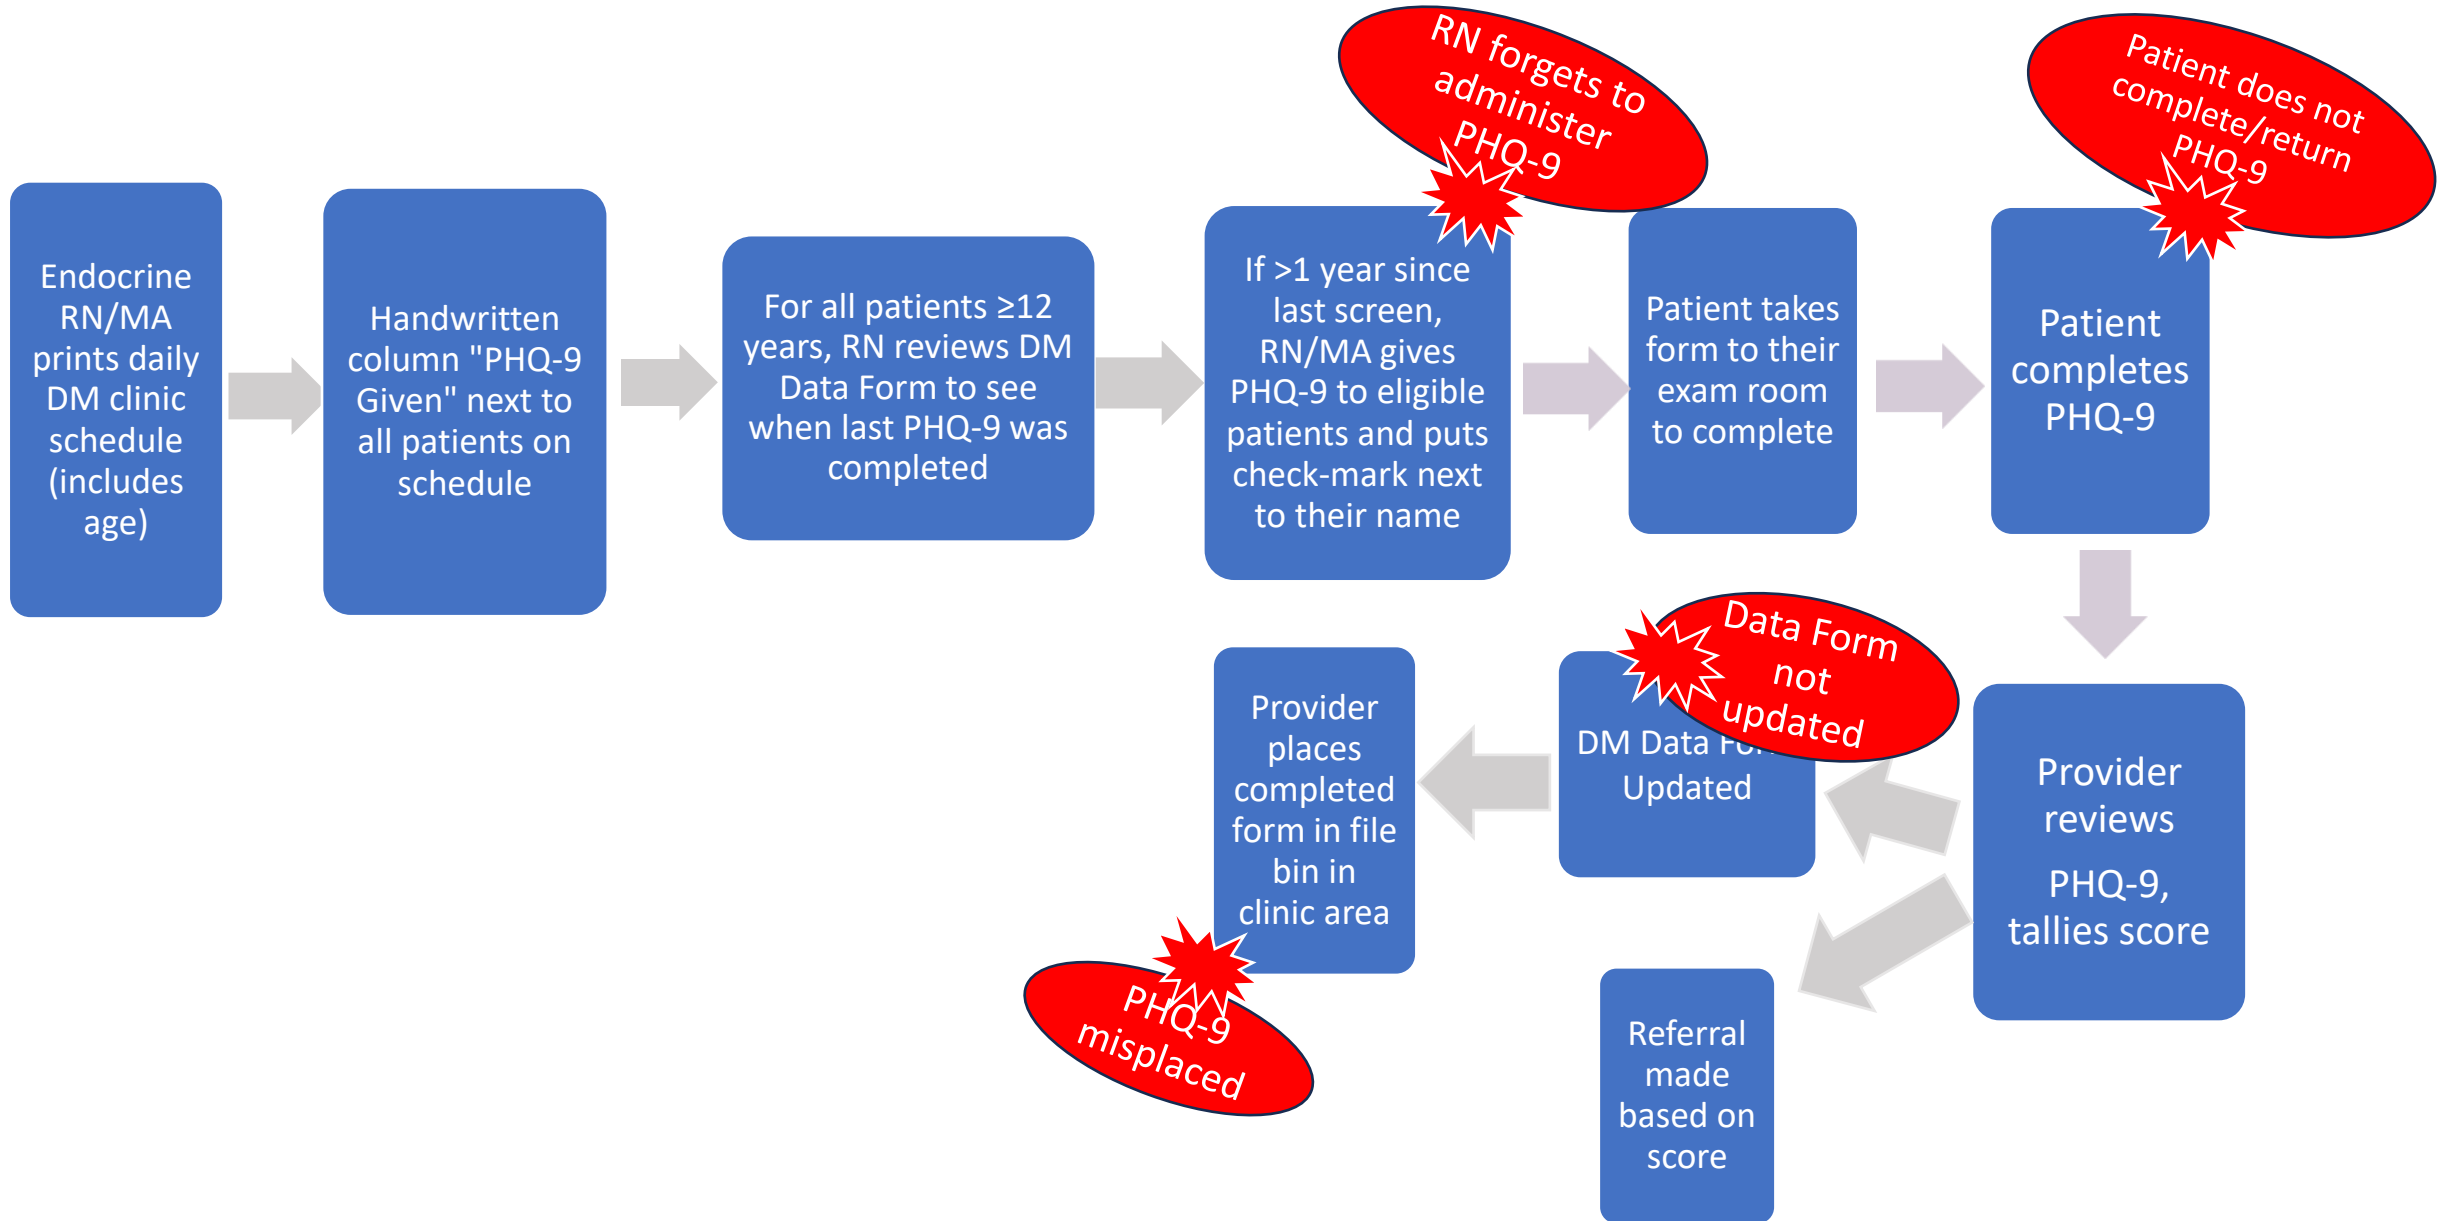 Endocrine
RN/MA
prints daily
DM clinic
schedule
(includes
age)
Handwritten
column "PHQ-9
Given" next to
all patients on
schedule
For all patients ≥12
years, RN reviews DM
Data Form to see
when last PHQ-9 was
completed
RN forgets to
administer
PHQ-9
If >1 year since
last screen,
RN/MA gives
PHQ-9 to eligible
patients and puts
check-mark next
to their name
Patient takes
form to their
exam room
to complete
Patient does not
complete/return
PHQ-9
Patient
completes
PHQ-9
Provider
reviews
PHQ-9,
tallies score
Data Form
not
updated
DM Data Form
Updated
Provider
places
completed
form in file
bin in
clinic area
PHQ-9
misplaced
Referral
made
based on
score